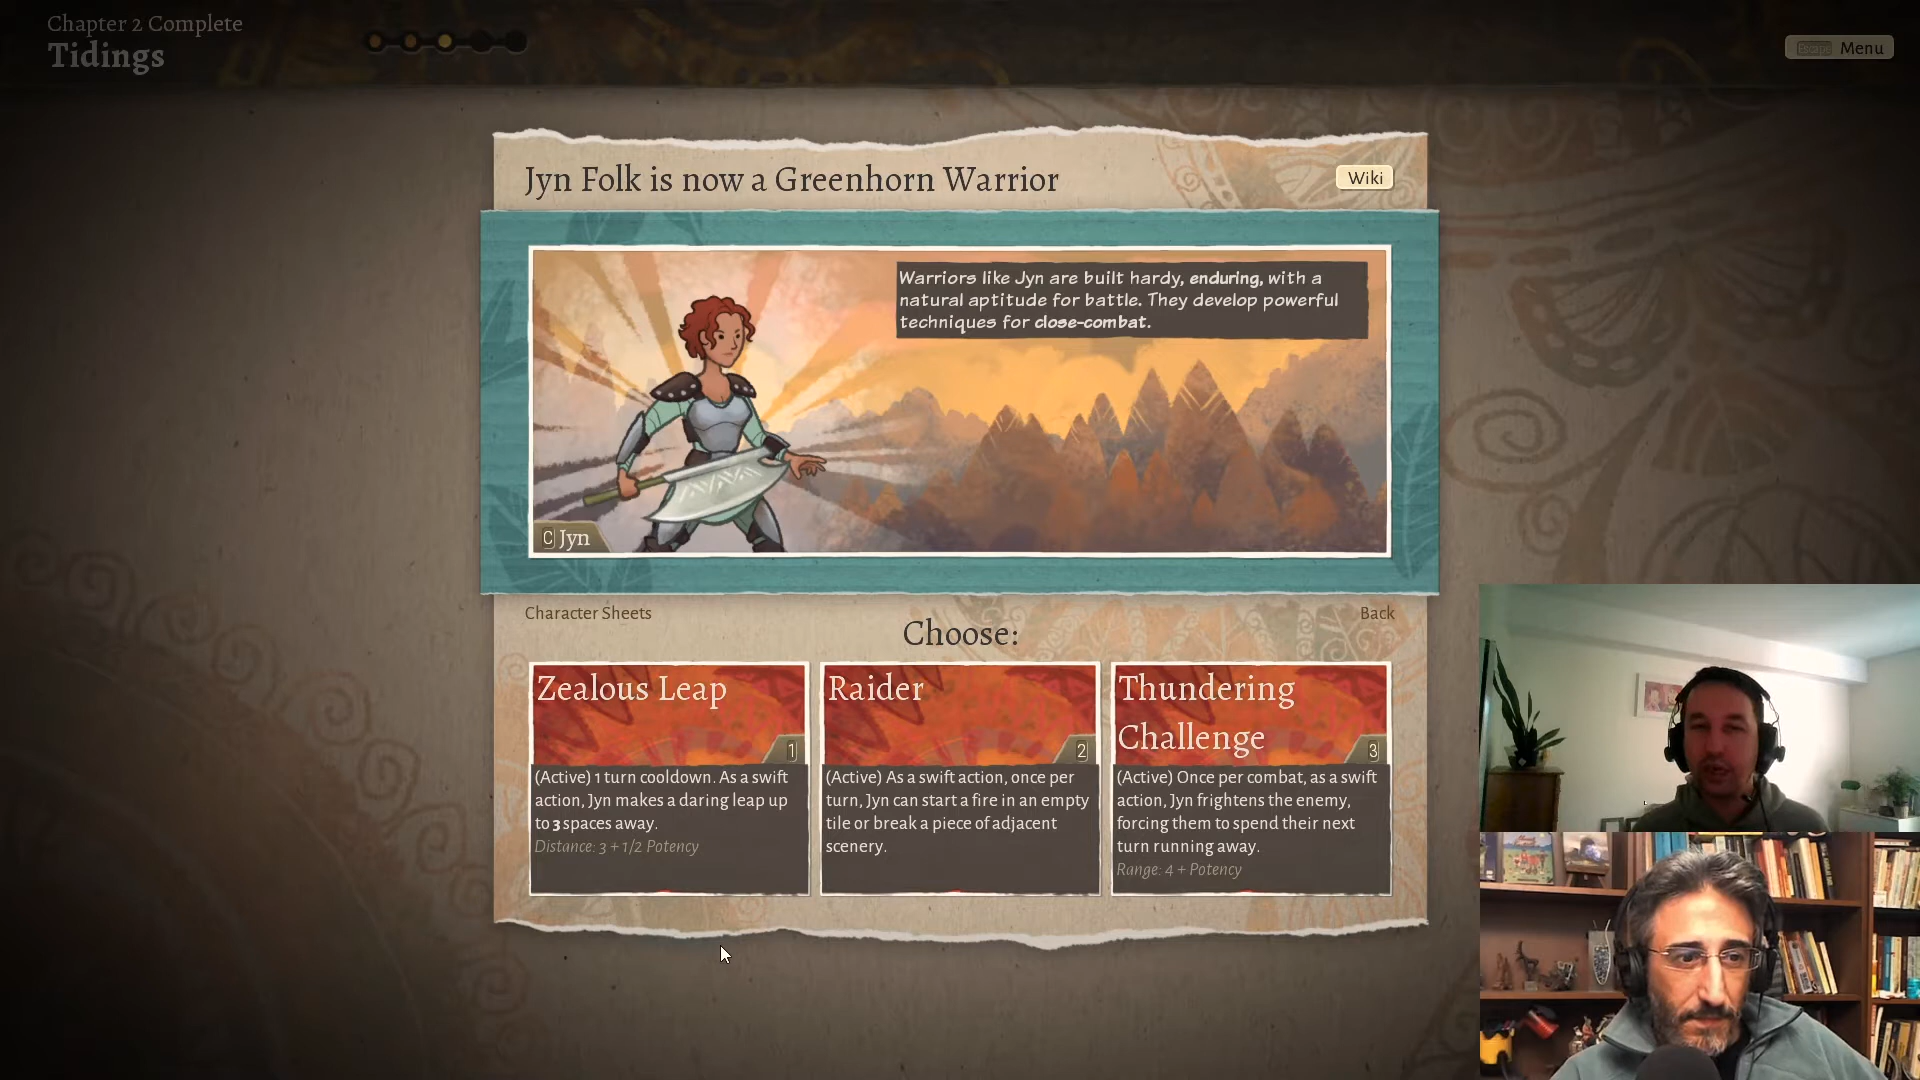 Chapter 2 Complete
Tidings
Escape Menu
Jyn Folk is now a Greenhorn Warrior
Wiki
Warriors like Jyn are built hardy, enduring, with a
natural aptitude for battle. They develop powerful
techniques for close-combat.
C Jyn
Character Sheets
Back
Choose:
Zealous Leap
1
(Active) 1 turn cooldown. As a swift
action, Jyn makes a daring leap up
to 3 spaces away.
Distance: 3 + 1/2 Potency
Raider
2
(Active) As a swift action, once per
turn, Jyn can start a fire in an empty
tile or break a piece of adjacent
scenery.
Thundering
Challenge
3
(Active) Once per combat, as a swift
action, Jyn frightens the enemy,
forcing them to spend their next
turn running away.
Range: 4 + Potency